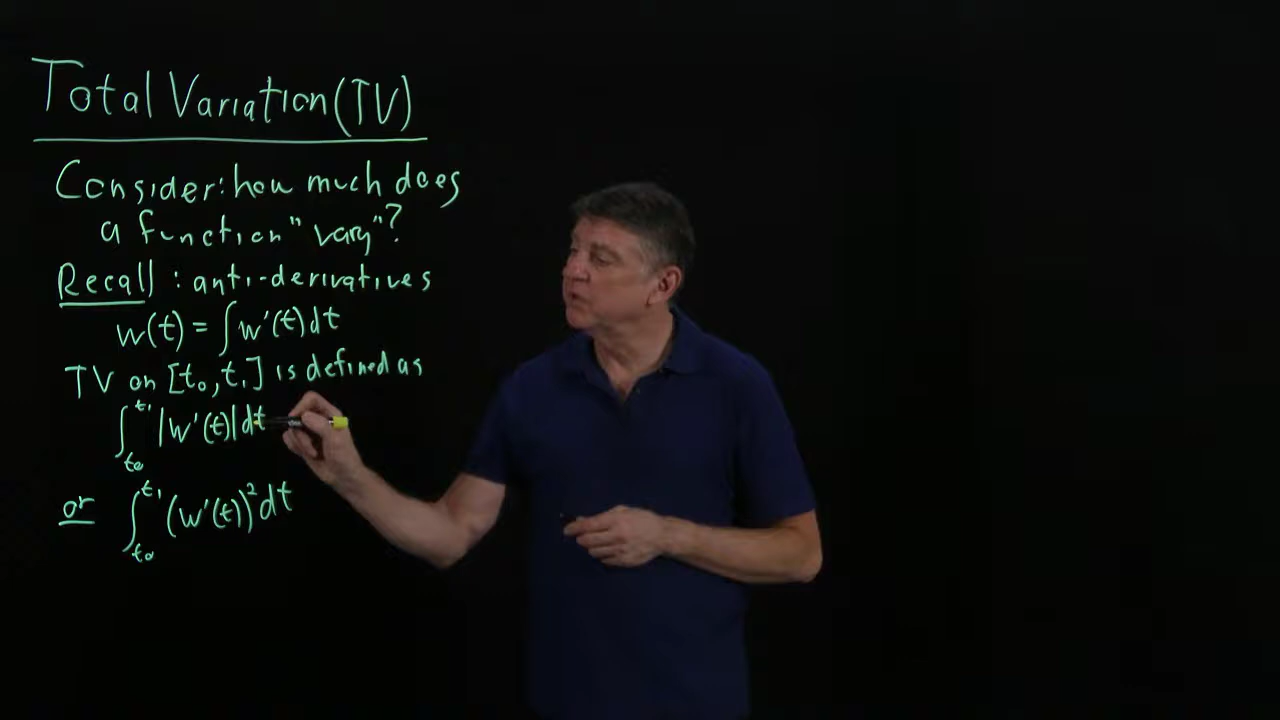 Total Variation (TV)
Consider: how much does
a function "vary"?
Recall: anti-derivatives
w(t) = ∫ w'(t) dt
TV on [t₀, t₁] is defined as
∫_{t₀}^{t₁} |w'(t)| dt
or ∫_{t₀}^{t₁} (w'(t))² dt